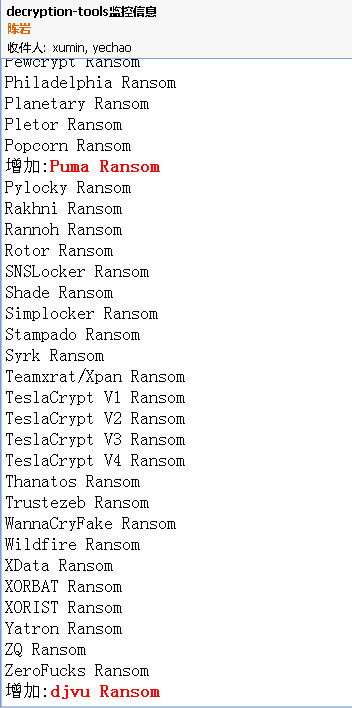 decryption-tools监控信息
陈岩
收件人: xumin, yechao
Pewcrypt Ransom
Philadelphia Ransom
Planetary Ransom
Pletor Ransom
Popcorn Ransom
增加:Puma Ransom
Pylocky Ransom
Rakhni Ransom
Rannoh Ransom
Rotor Ransom
SNSLocker Ransom
Shade Ransom
Simplocker Ransom
Stampado Ransom
Syrk Ransom
Teamxrat/Xpan Ransom
TeslaCrypt V1 Ransom
TeslaCrypt V2 Ransom
TeslaCrypt V3 Ransom
TeslaCrypt V4 Ransom
Thanatos Ransom
Trustezeb Ransom
WannaCryFake Ransom
Wildfire Ransom
XData Ransom
XORBAT Ransom
XORIST Ransom
Yatron Ransom
ZQ Ransom
ZeroFucks Ransom
增加:djvu Ransom